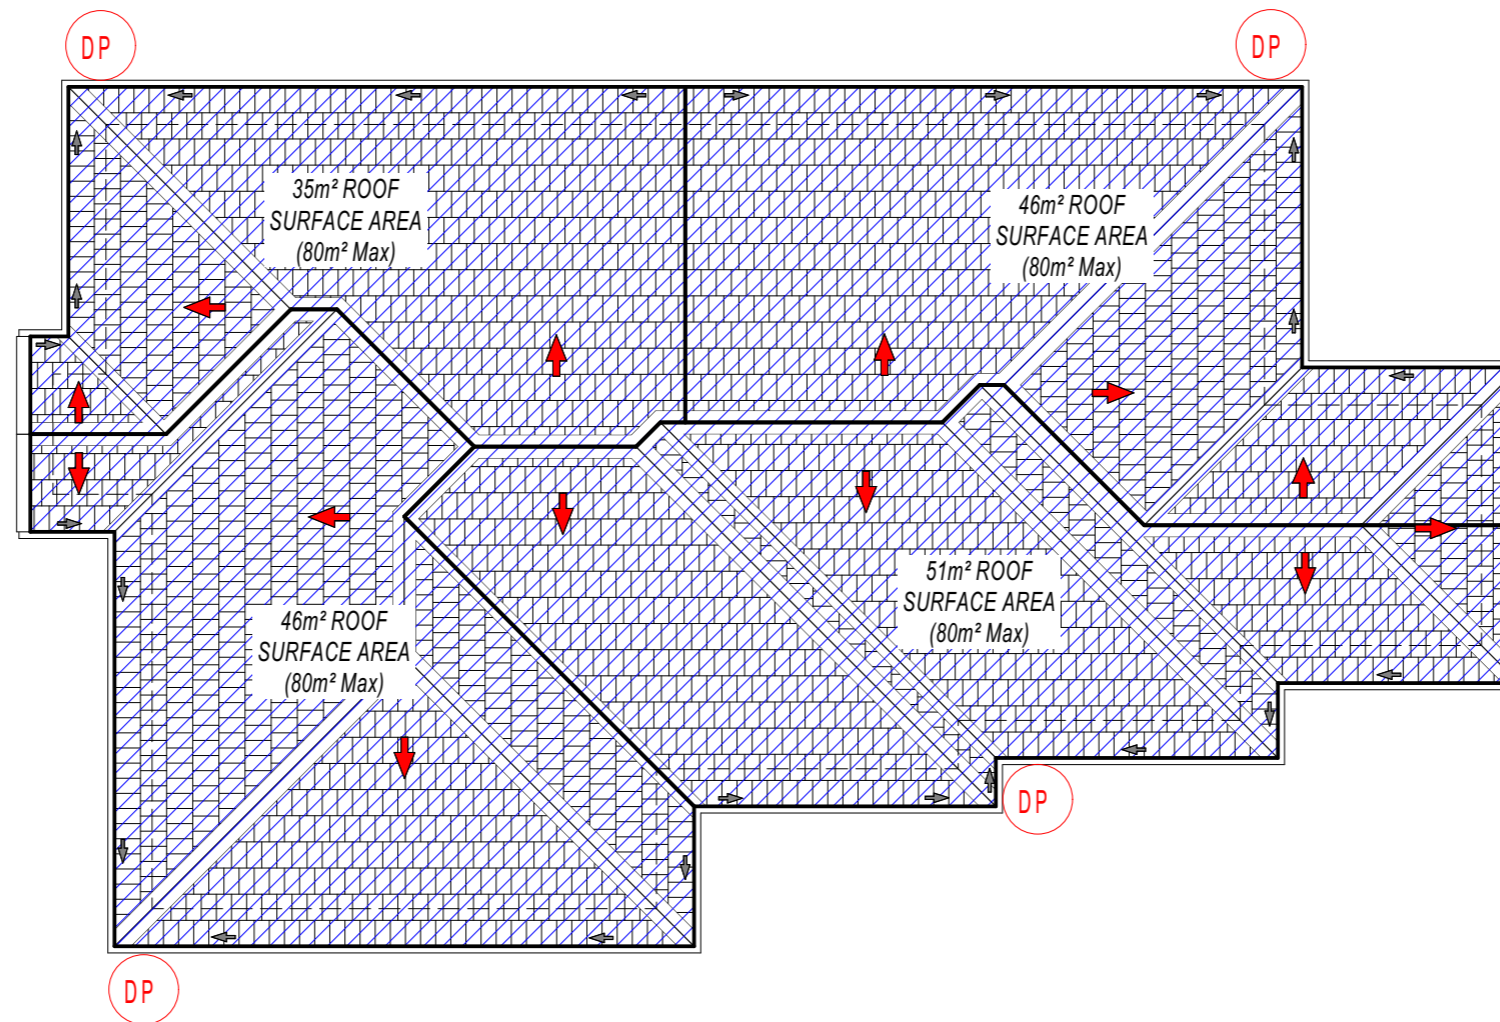 DP
DP
35m² ROOF
SURFACE AREA
(80m² Max)
46m² ROOF
SURFACE AREA
(80m² Max)
51m² ROOF
SURFACE AREA
(80m² Max)
46m² ROOF
SURFACE AREA
(80m² Max)
DP
DP